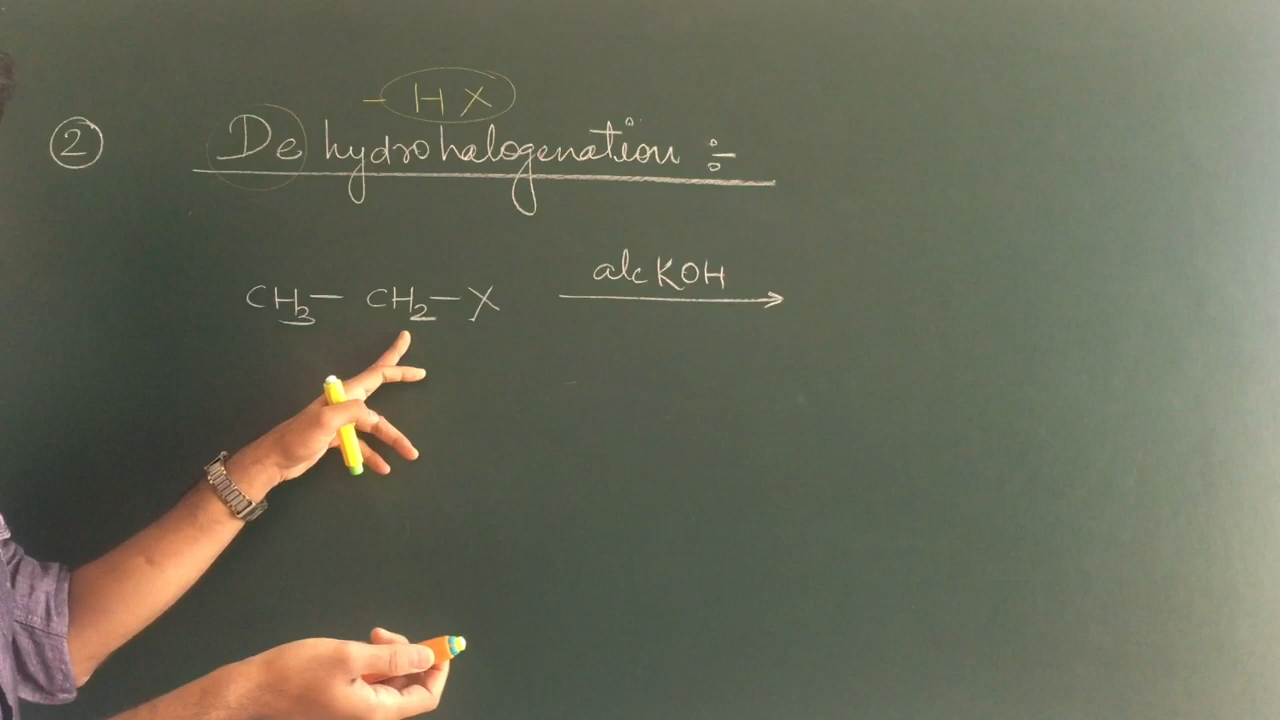 - HX
② Dehydrohalogenation :-
alc KOH
CH₃ - CH₂ - X ⟶